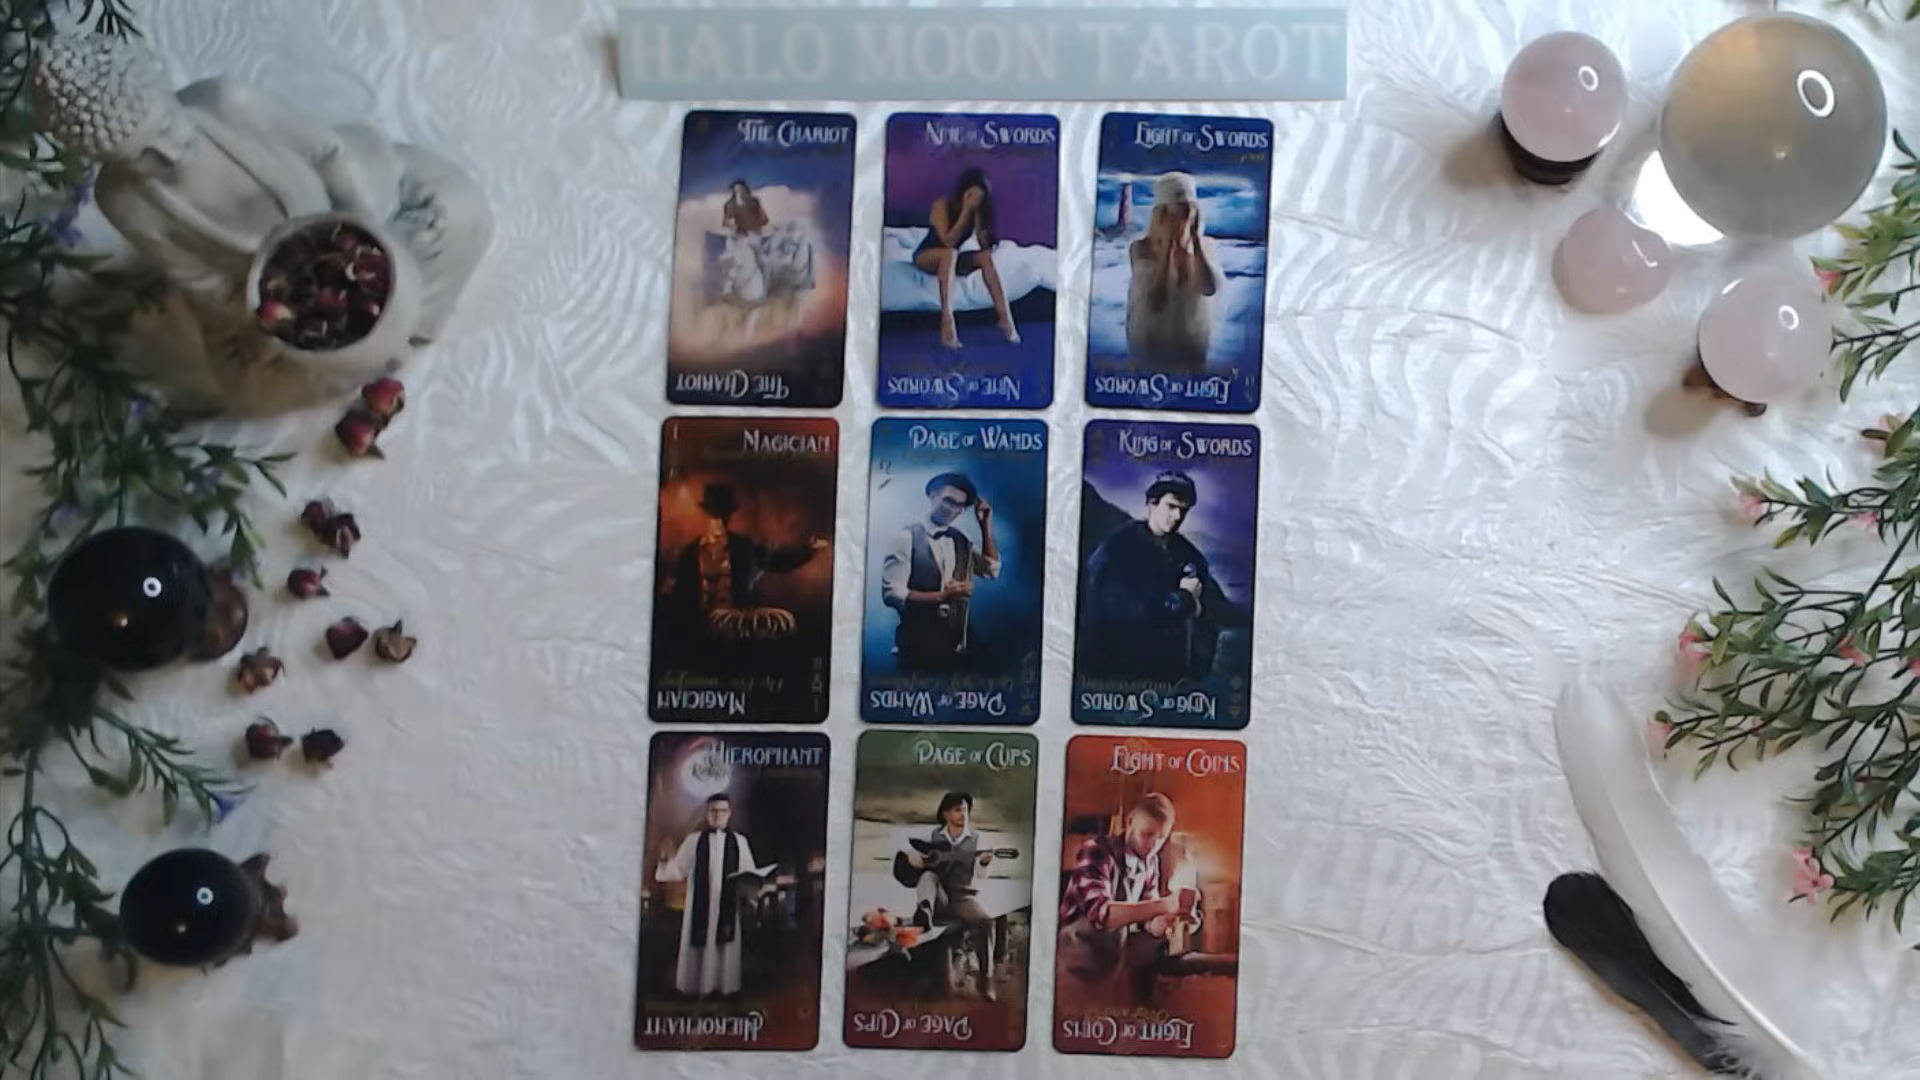 HALO MOON TAROT
THE CHARIOT
NINE OF SWORDS
EIGHT OF SWORDS
THE CHARIOT
NINE OF SWORDS
EIGHT OF SWORDS
MAGICIAN
PAGE OF WANDS
KING OF SWORDS
MAGICIAN
PAGE OF WANDS
KING OF SWORDS
HIEROPHANT
PAGE OF CUPS
EIGHT OF COINS
HIEROPHANT
PAGE OF CUPS
EIGHT OF COINS